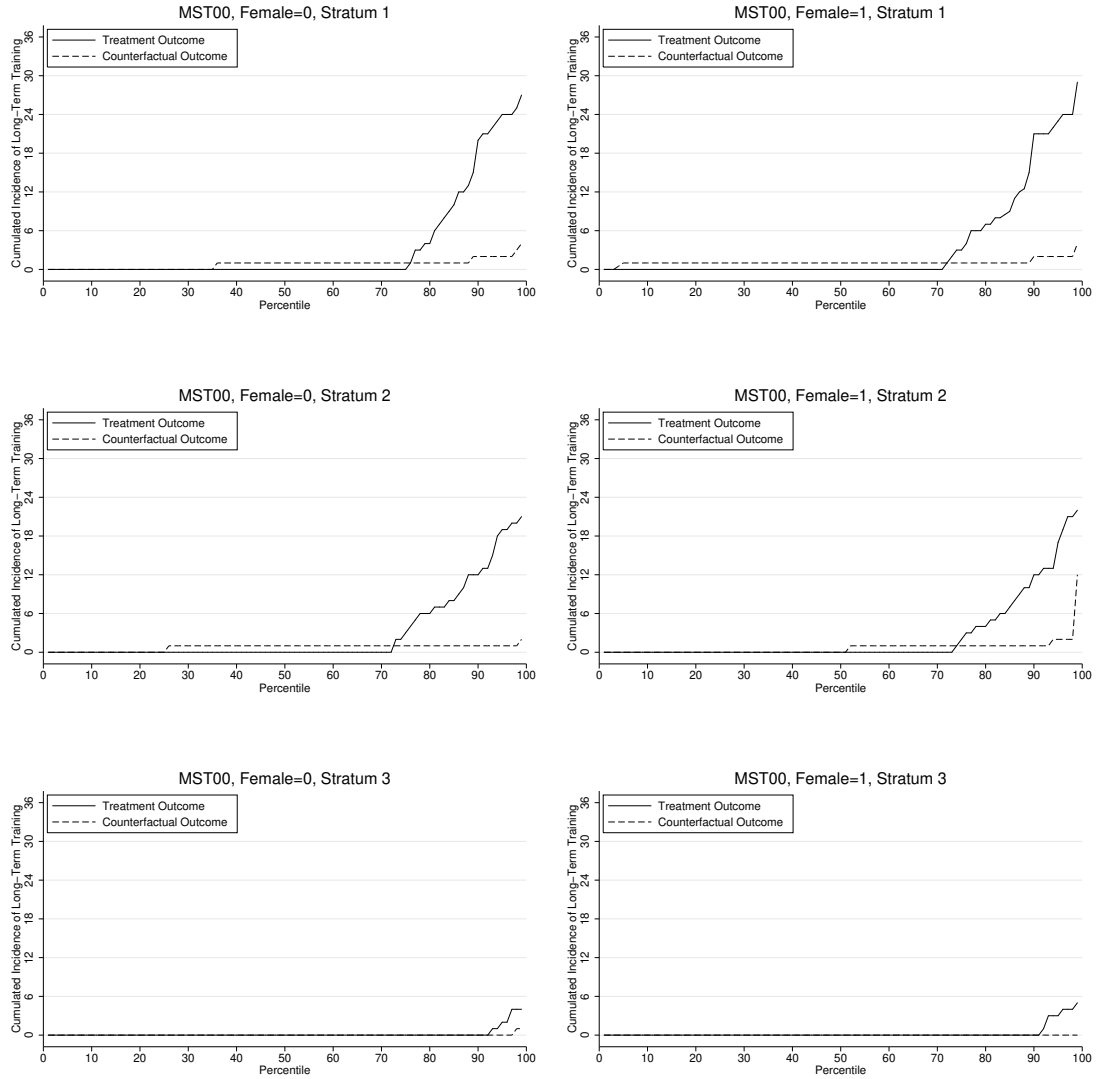 MST00, Female=0, Stratum 1
Treatment Outcome
Counterfactual Outcome
Cumulated Incidence of Long−Term Training
0 6 12 18 24 30 36
0 10 20 30 40 50 60 70 80 90 100
Percentile
MST00, Female=1, Stratum 1
Treatment Outcome
Counterfactual Outcome
Cumulated Incidence of Long−Term Training
0 6 12 18 24 30 36
0 10 20 30 40 50 60 70 80 90 100
Percentile
MST00, Female=0, Stratum 2
Treatment Outcome
Counterfactual Outcome
Cumulated Incidence of Long−Term Training
0 6 12 18 24 30 36
0 10 20 30 40 50 60 70 80 90 100
Percentile
MST00, Female=1, Stratum 2
Treatment Outcome
Counterfactual Outcome
Cumulated Incidence of Long−Term Training
0 6 12 18 24 30 36
0 10 20 30 40 50 60 70 80 90 100
Percentile
MST00, Female=0, Stratum 3
Treatment Outcome
Counterfactual Outcome
Cumulated Incidence of Long−Term Training
0 6 12 18 24 30 36
0 10 20 30 40 50 60 70 80 90 100
Percentile
MST00, Female=1, Stratum 3
Treatment Outcome
Counterfactual Outcome
Cumulated Incidence of Long−Term Training
0 6 12 18 24 30 36
0 10 20 30 40 50 60 70 80 90 100
Percentile